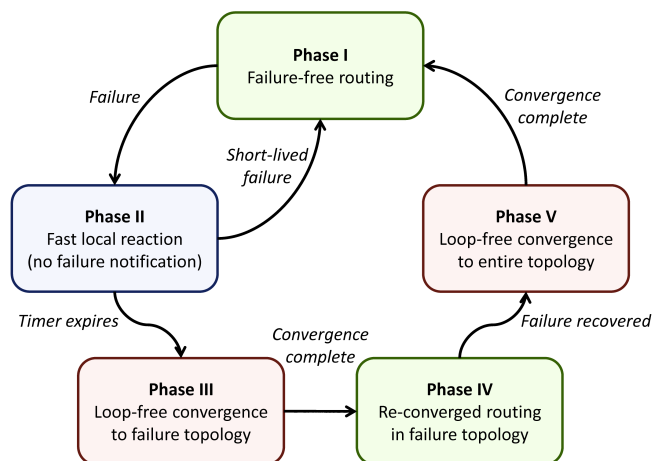 Phase I
Failure-free routing
Failure
Short-lived
failure
Convergence
complete
Phase II
Fast local reaction
(no failure notification)
Phase V
Loop-free convergence
to entire topology
Timer expires
Convergence
complete
Failure recovered
Phase III
Loop-free convergence
to failure topology
Phase IV
Re-converged routing
in failure topology